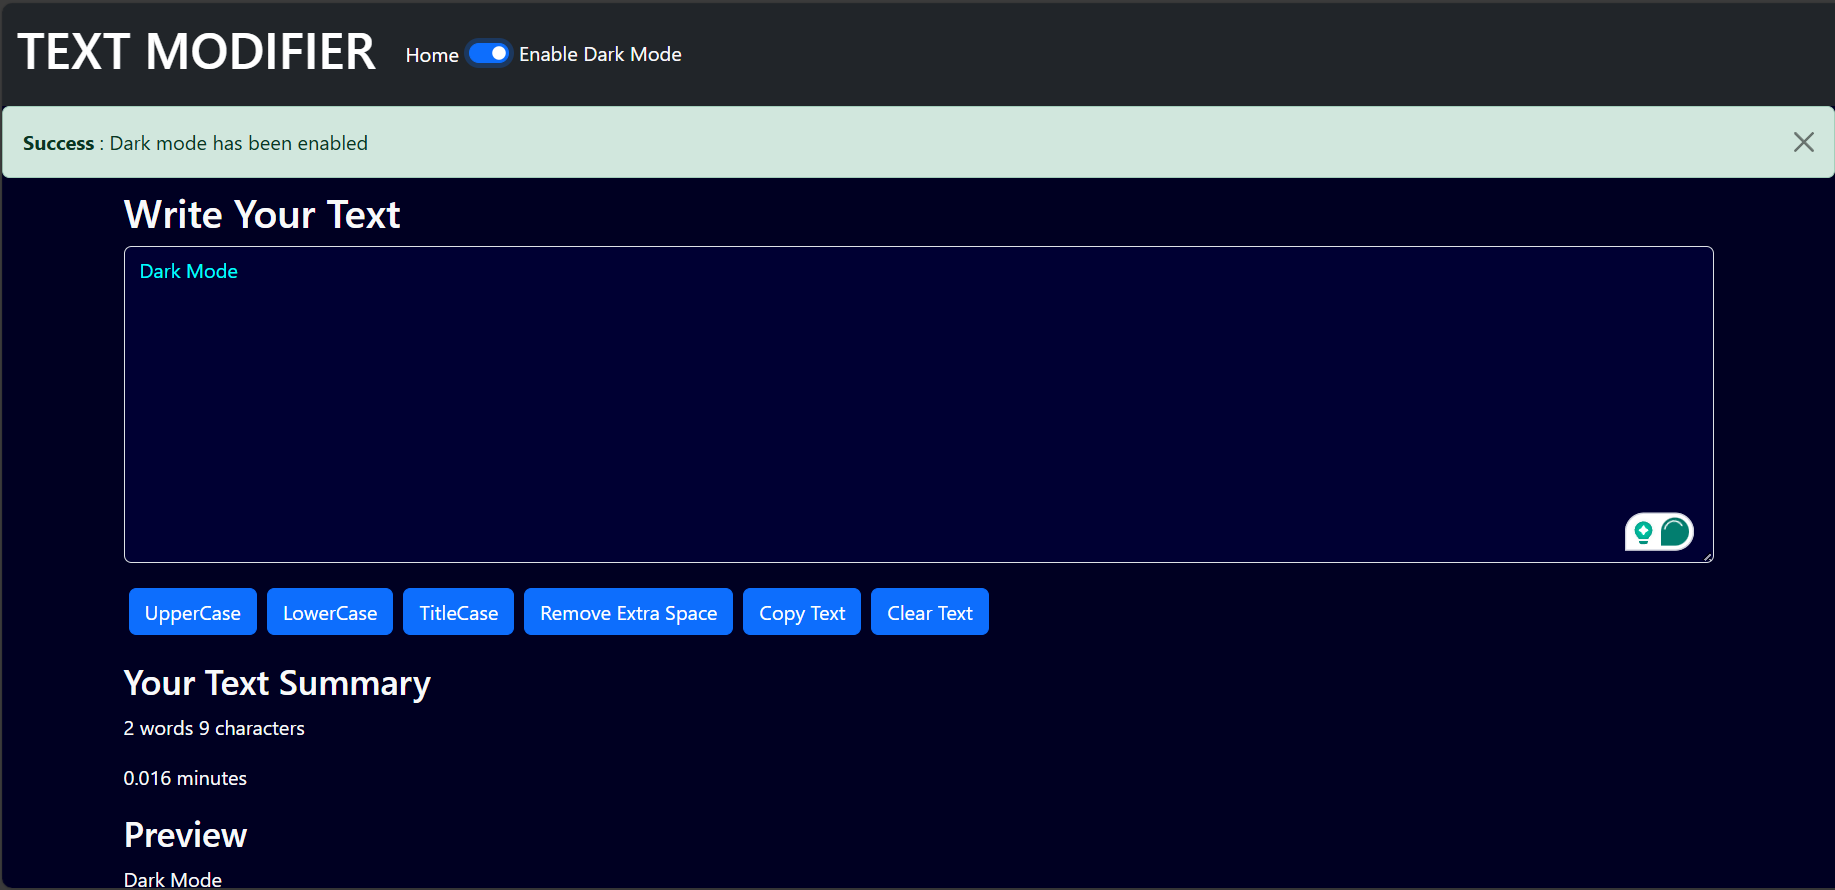 TEXT MODIFIER Home Enable Dark Mode
Success : Dark mode has been enabled
Write Your Text
Dark Mode
UpperCase LowerCase TitleCase Remove Extra Space Copy Text Clear Text
Your Text Summary
2 words 9 characters
0.016 minutes
Preview
Dark Mode